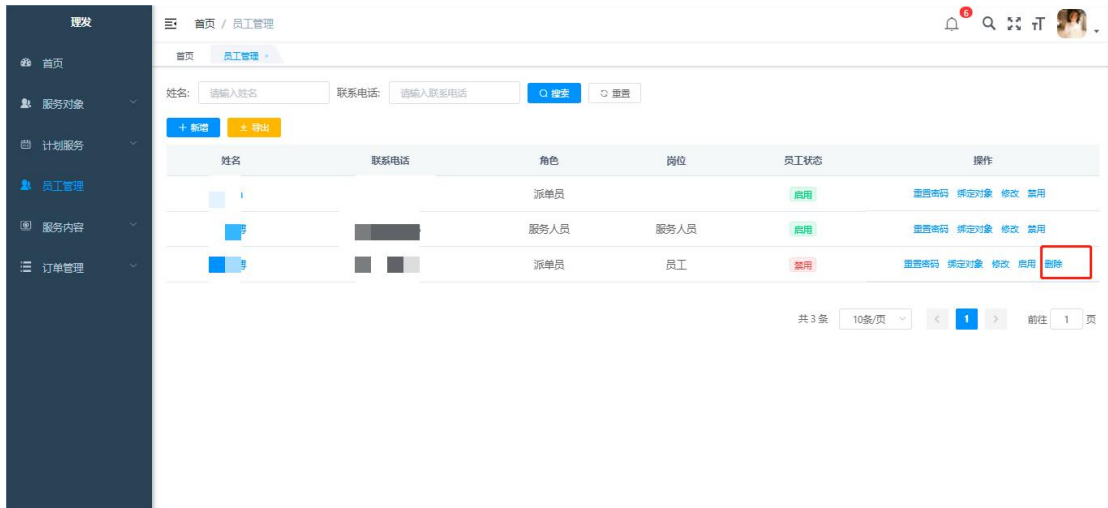 理发
首页 / 员工管理
6
首页
首页
员工管理
服务对象
计划服务
员工管理
服务内容
订单管理
姓名: 请输入姓名 联系电话: 请输入联系电话 搜索 重置
+ 新增 导出
姓名 联系电话 角色 岗位 员工状态 操作
派单员 启用 重置密码 绑定对象 修改 禁用
服务人员 服务人员 启用 重置密码 绑定对象 修改 禁用
派单员 员工 禁用 重置密码 绑定对象 修改 启用 删除
共3条 10条/页 < 1 > 前往 1 页